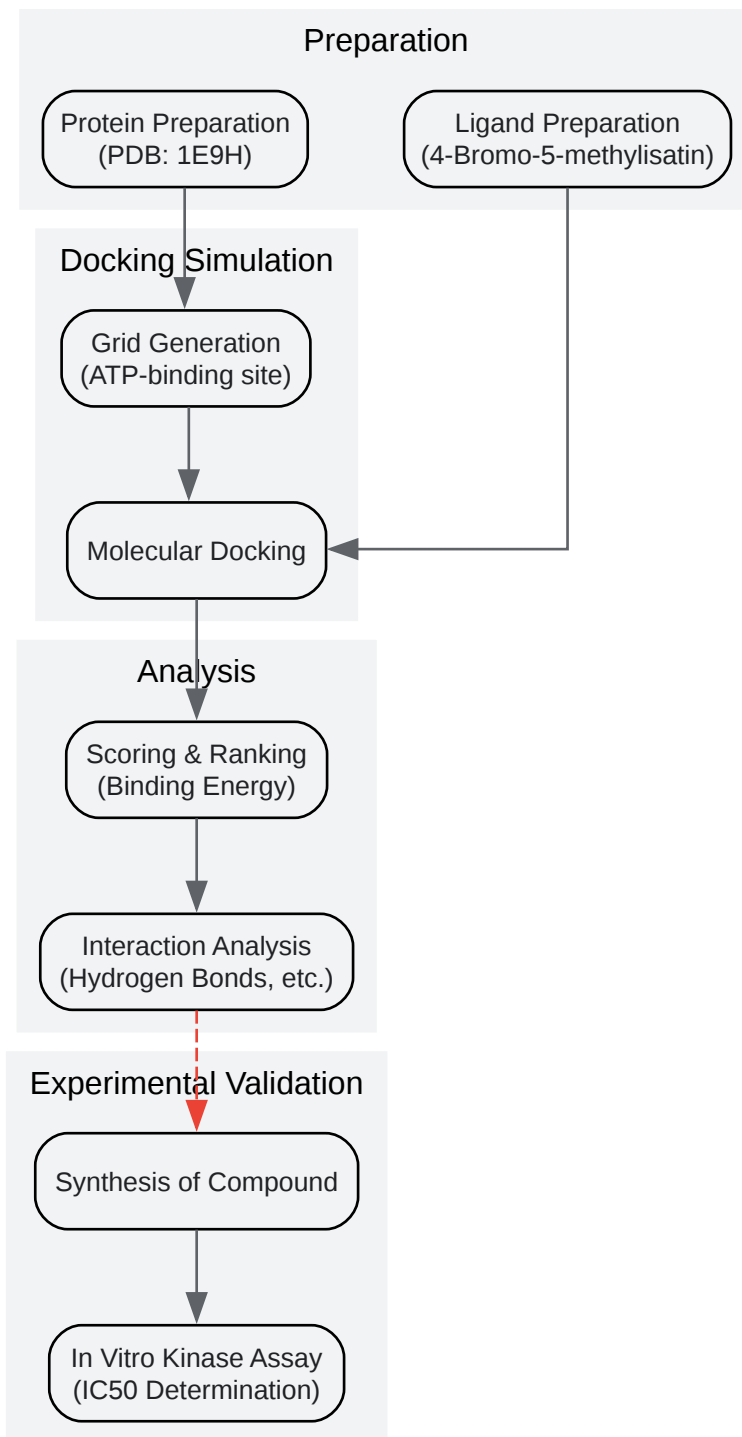 Preparation
Protein Preparation
(PDB: 1E9H)
Ligand Preparation
(4-Bromo-5-methylisatin)
Docking Simulation
Grid Generation
(ATP-binding site)
Molecular Docking
Analysis
Scoring & Ranking
(Binding Energy)
Interaction Analysis
(Hydrogen Bonds, etc.)
Experimental Validation
Synthesis of Compound
In Vitro Kinase Assay
(IC50 Determination)